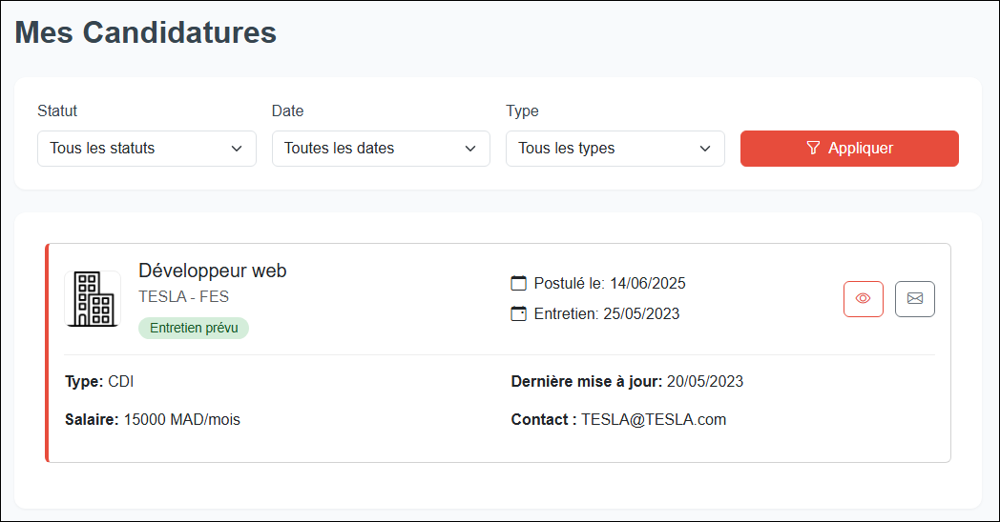 Mes Candidatures
Statut
Date
Type
Tous les statuts
Toutes les dates
Tous les types
Appliquer
Développeur web
TESLA - FES
Entretien prévu
Postulé le: 14/06/2025
Entretien: 25/05/2023
Type: CDI
Dernière mise à jour: 20/05/2023
Salaire: 15000 MAD/mois
Contact : TESLA@TESLA.com